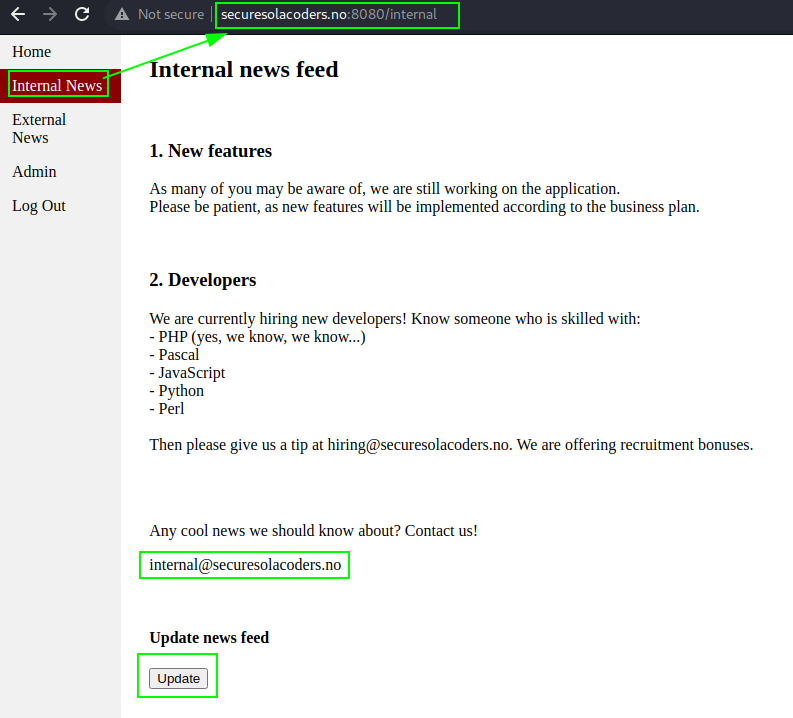 Not secure | securesolacoders.no:8080/internal
Home
Internal News
External
News
Admin
Log Out
Internal news feed
1. New features
As many of you may be aware of, we are still working on the application.
Please be patient, as new features will be implemented according to the business plan.
2. Developers
We are currently hiring new developers! Know someone who is skilled with:
- PHP (yes, we know, we know...)
- Pascal
- JavaScript
- Python
- Perl
Then please give us a tip at hiring@securesolacoders.no. We are offering recruitment bonuses.
Any cool news we should know about? Contact us!
internal@securesolacoders.no
Update news feed
Update